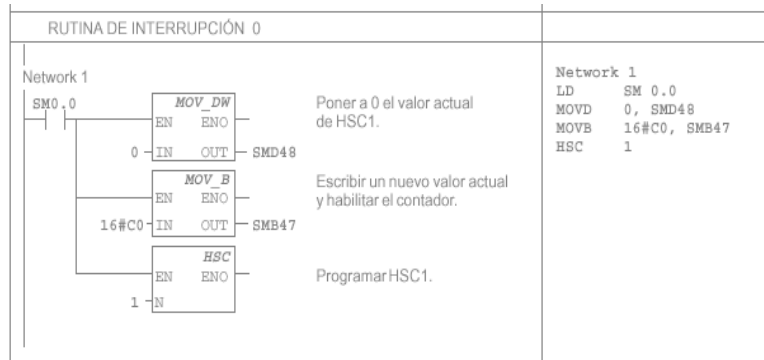 RUTINA DE INTERRUPCIÓN 0
Network 1
SM0.0
MOV_DW
EN ENO
0 IN OUT SMD48
Poner a 0 el valor actual
de HSC1.
MOV_B
EN ENO
16#C0 IN OUT SMB47
Escribir un nuevo valor actual
y habilitar el contador.
HSC
EN ENO
1 N
Programar HSC1.
Network 1
LD SM 0.0
MOVD 0, SMD48
MOVB 16#C0, SMB47
HSC 1